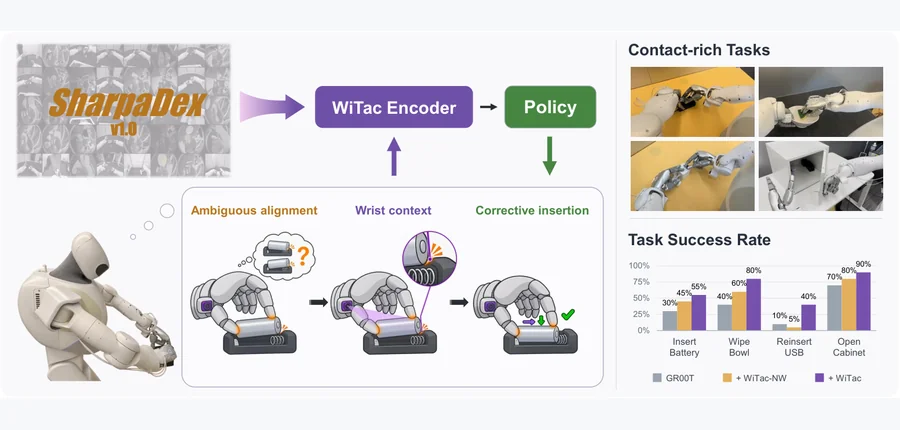 SharpaDex
v1.0
WiTac Encoder
Policy
Ambiguous alignment
Wrist context
Corrective insertion
?
Contact-rich Tasks
Task Success Rate
100%
75%
50%
25%
0%
30%
45%
55%
40%
60%
80%
10%
5%
40%
70%
80%
90%
Insert
Battery
Wipe
Bowl
Reinsert
USB
Open
Cabinet
GR00T
+ WiTac-NW
+ WiTac